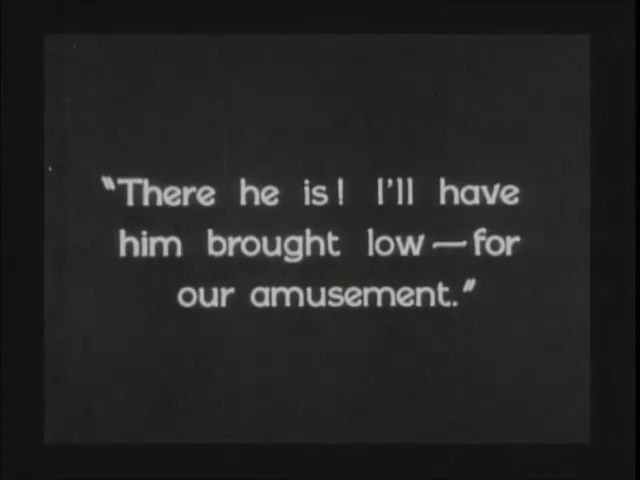 "There he is! I'll have
him brought low—for
our amusement."